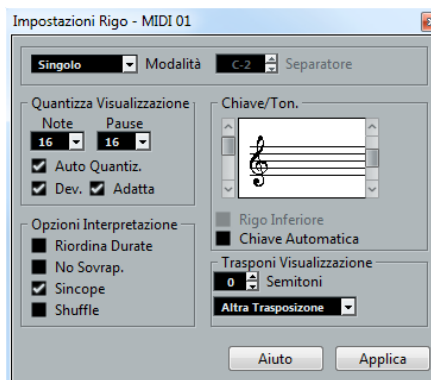 Impostazioni Rigo - MIDI 01
Singolo Modalità C-2 Separatore
Quantizza Visualizzazione
Note Pause
16 16
Auto Quantiz.
Dev. Adatta
Opzioni Interpretazione
Riordina Durate
No Sovrap.
Sincope
Shuffle
Chiave/Ton.
Rigo Inferiore
Chiave Automatica
Trasponi Visualizzazione
0 Semitoni
Altra Trasposizone
Aiuto Applica